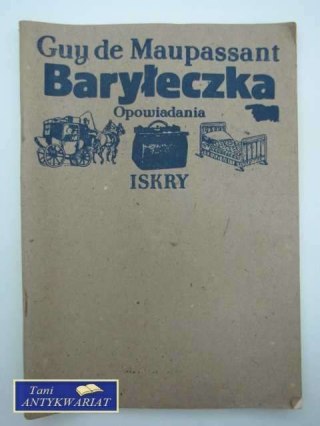 Guy de Maupassant
Baryłeczka
Opowiadania
ISKRY
Tani
ANTYKWARIAT